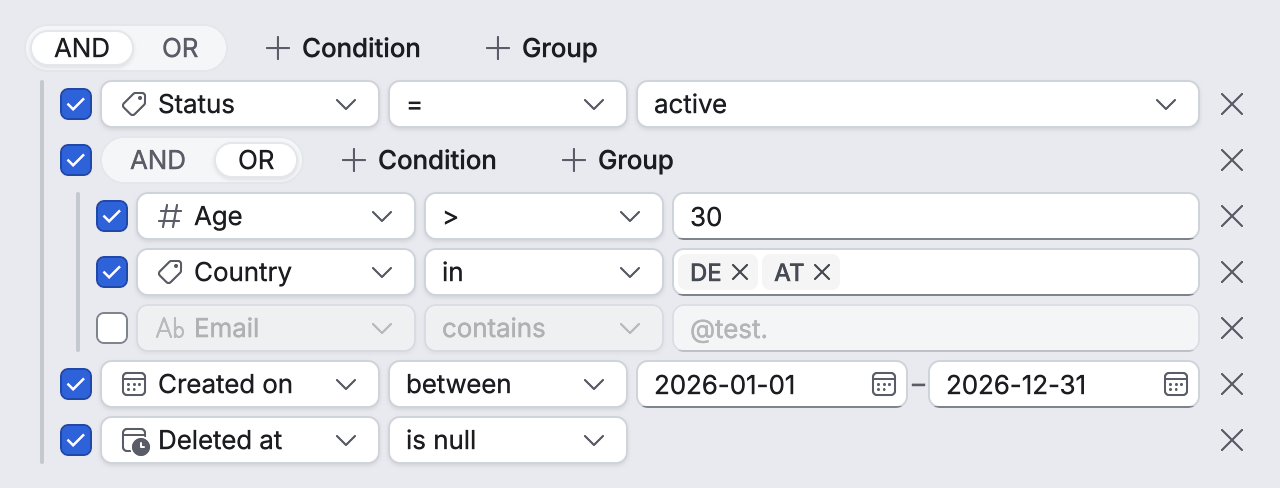 AND OR + Condition + Group
Status = active
AND OR + Condition + Group
# Age > 30
Country in DE AT
Ab Email contains @test.
Created on between 2026-01-01 – 2026-12-31
Deleted at is null